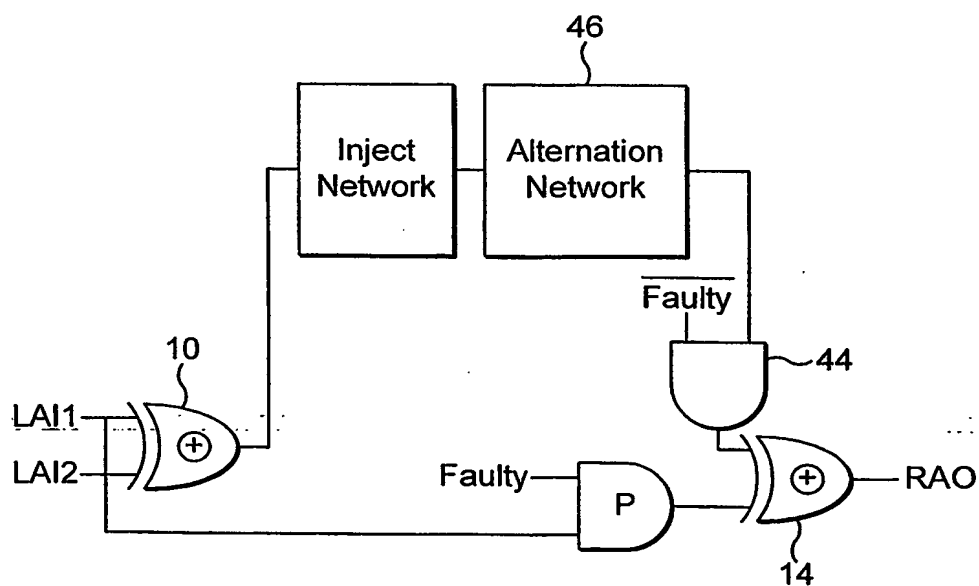 46
Inject
Network
Alternation
Network
Faulty
10
44
LAI1
LAI2
Faulty
P
RAO
14